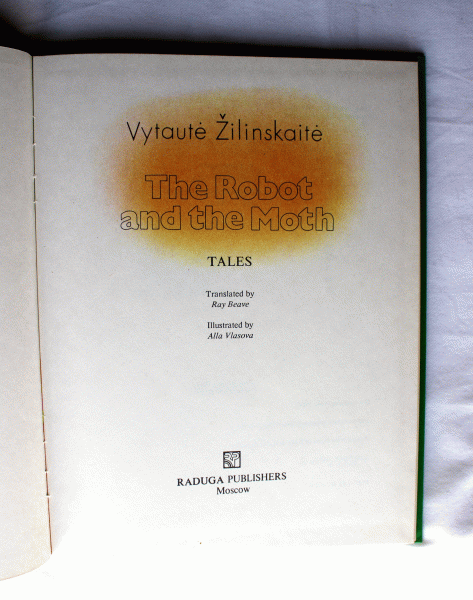 Vytautė Žilinskaitė
The Robot
and the Moth
TALES
Translated by
Ray Beave
Illustrated by
Alla Vlasova
RADUGA PUBLISHERS
Moscow